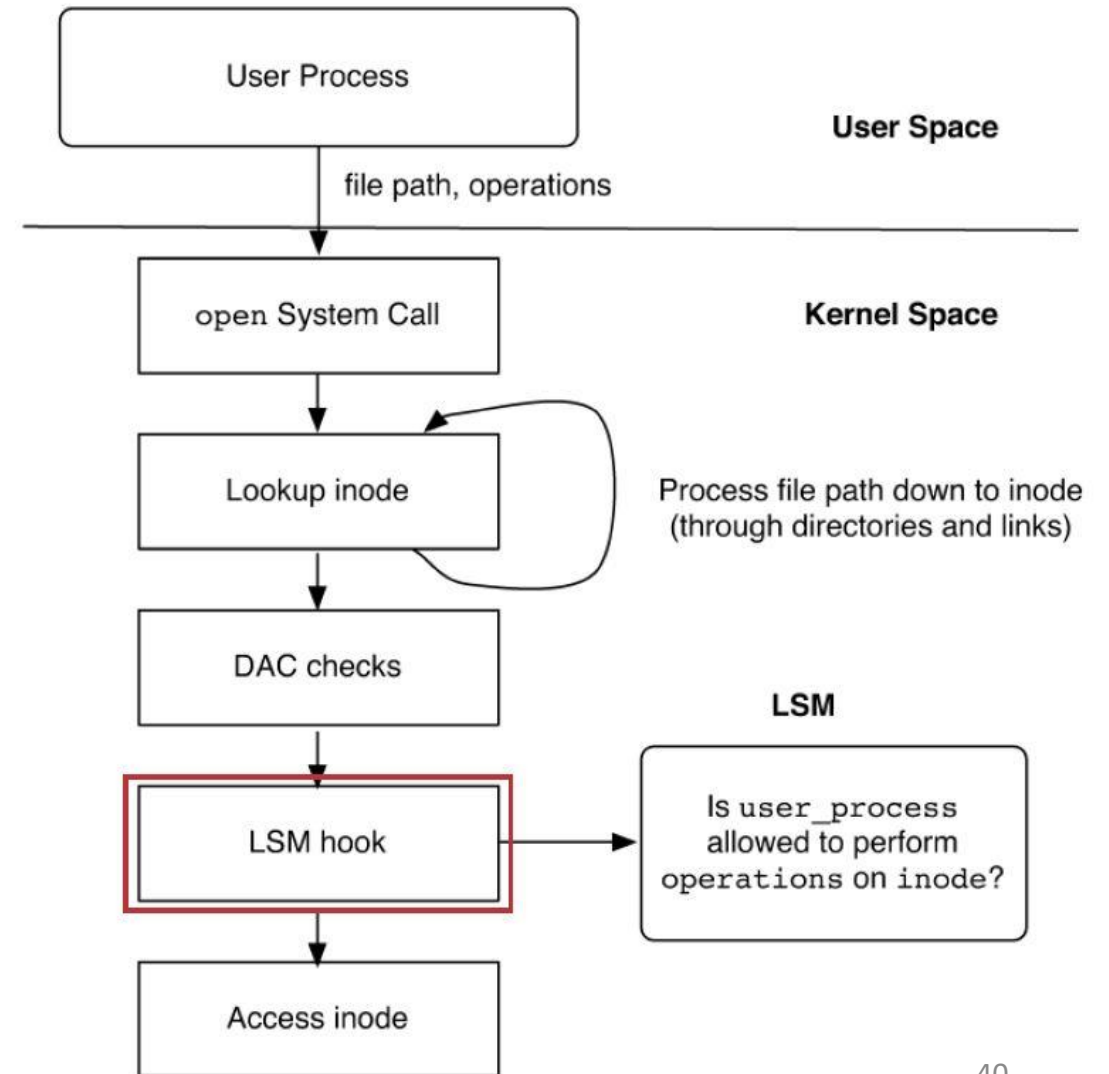 User Process
User Space
file path, operations
open System Call
Kernel Space
Lookup inode
Process file path down to inode
(through directories and links)
DAC checks
LSM
LSM hook
Is user_process
allowed to perform
operations on inode?
Access inode
40